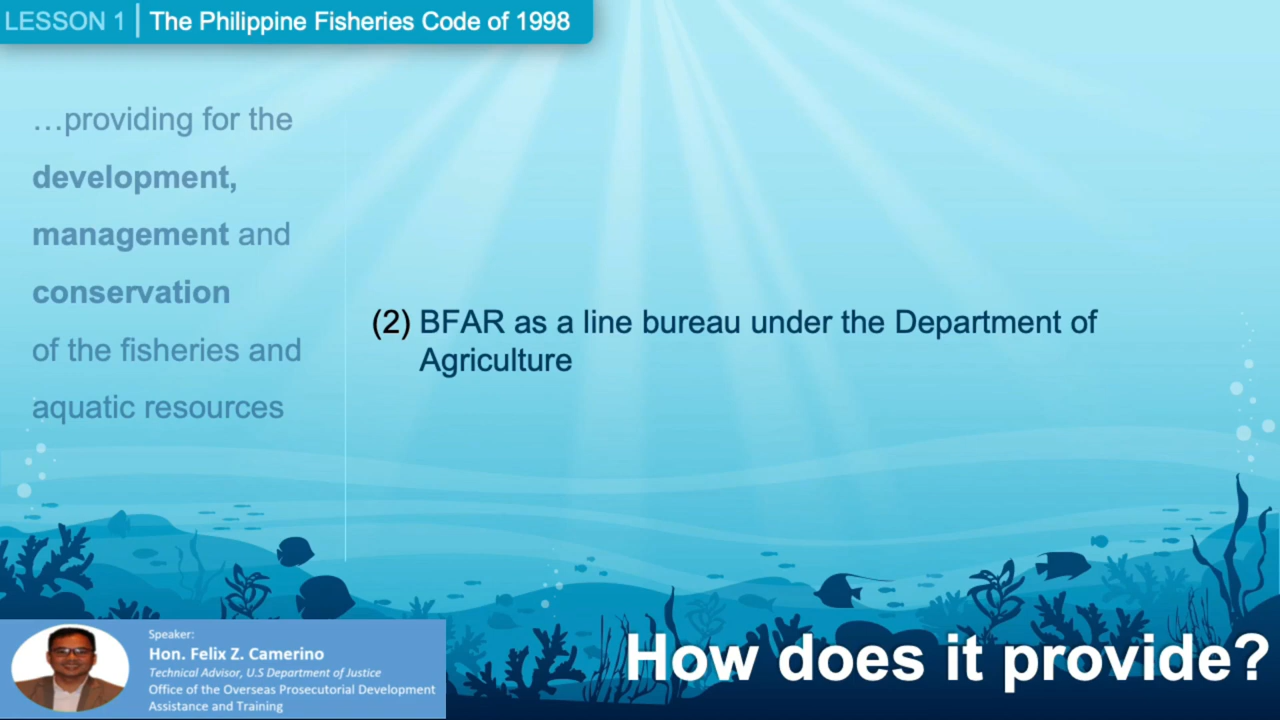 LESSON 1 | The Philippine Fisheries Code of 1998
…providing for the
development,
management and
conservation
of the fisheries and
aquatic resources
(2) BFAR as a line bureau under the Department of
Agriculture
How does it provide?
Speaker:
Hon. Felix Z. Camerino
Technical Advisor, U.S Department of Justice
Office of the Overseas Prosecutorial Development
Assistance and Training